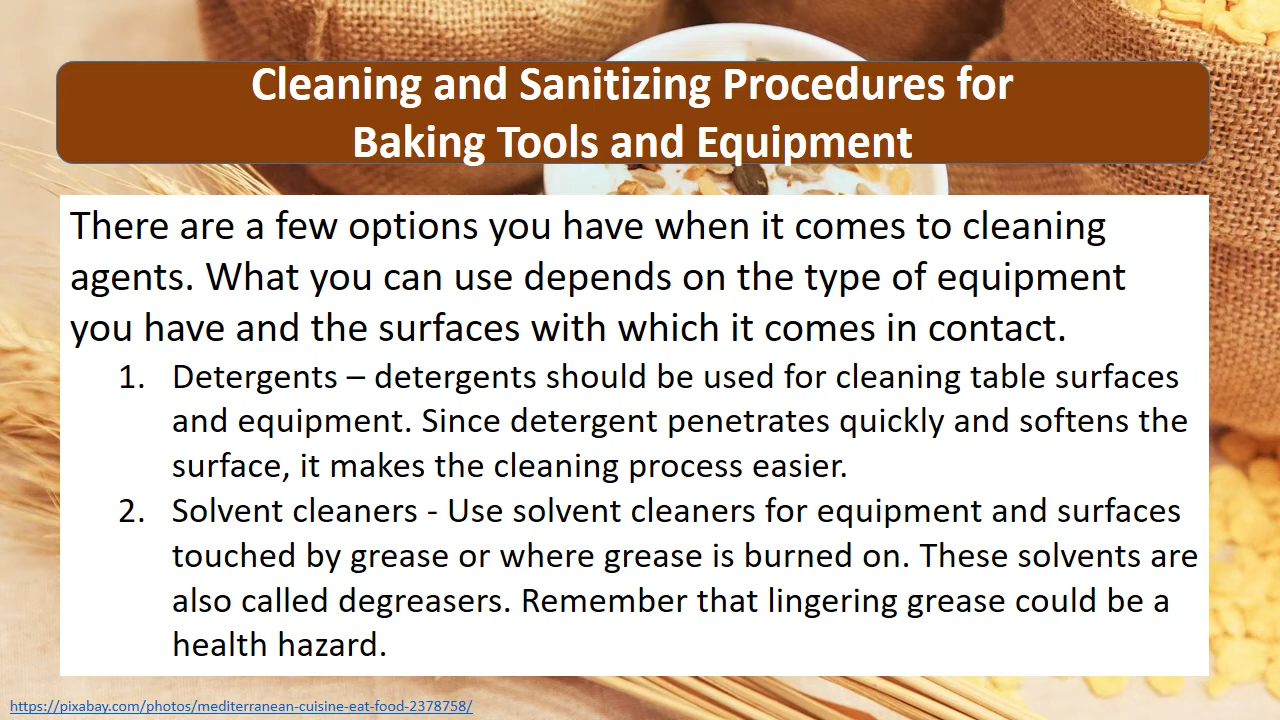 Cleaning and Sanitizing Procedures for
Baking Tools and Equipment
There are a few options you have when it comes to cleaning
agents. What you can use depends on the type of equipment
you have and the surfaces with which it comes in contact.
1. Detergents – detergents should be used for cleaning table surfaces
and equipment. Since detergent penetrates quickly and softens the
surface, it makes the cleaning process easier.
2. Solvent cleaners - Use solvent cleaners for equipment and surfaces
touched by grease or where grease is burned on. These solvents are
also called degreasers. Remember that lingering grease could be a
health hazard.
https://pixabay.com/photos/mediterranean-cuisine-eat-food-2378758/